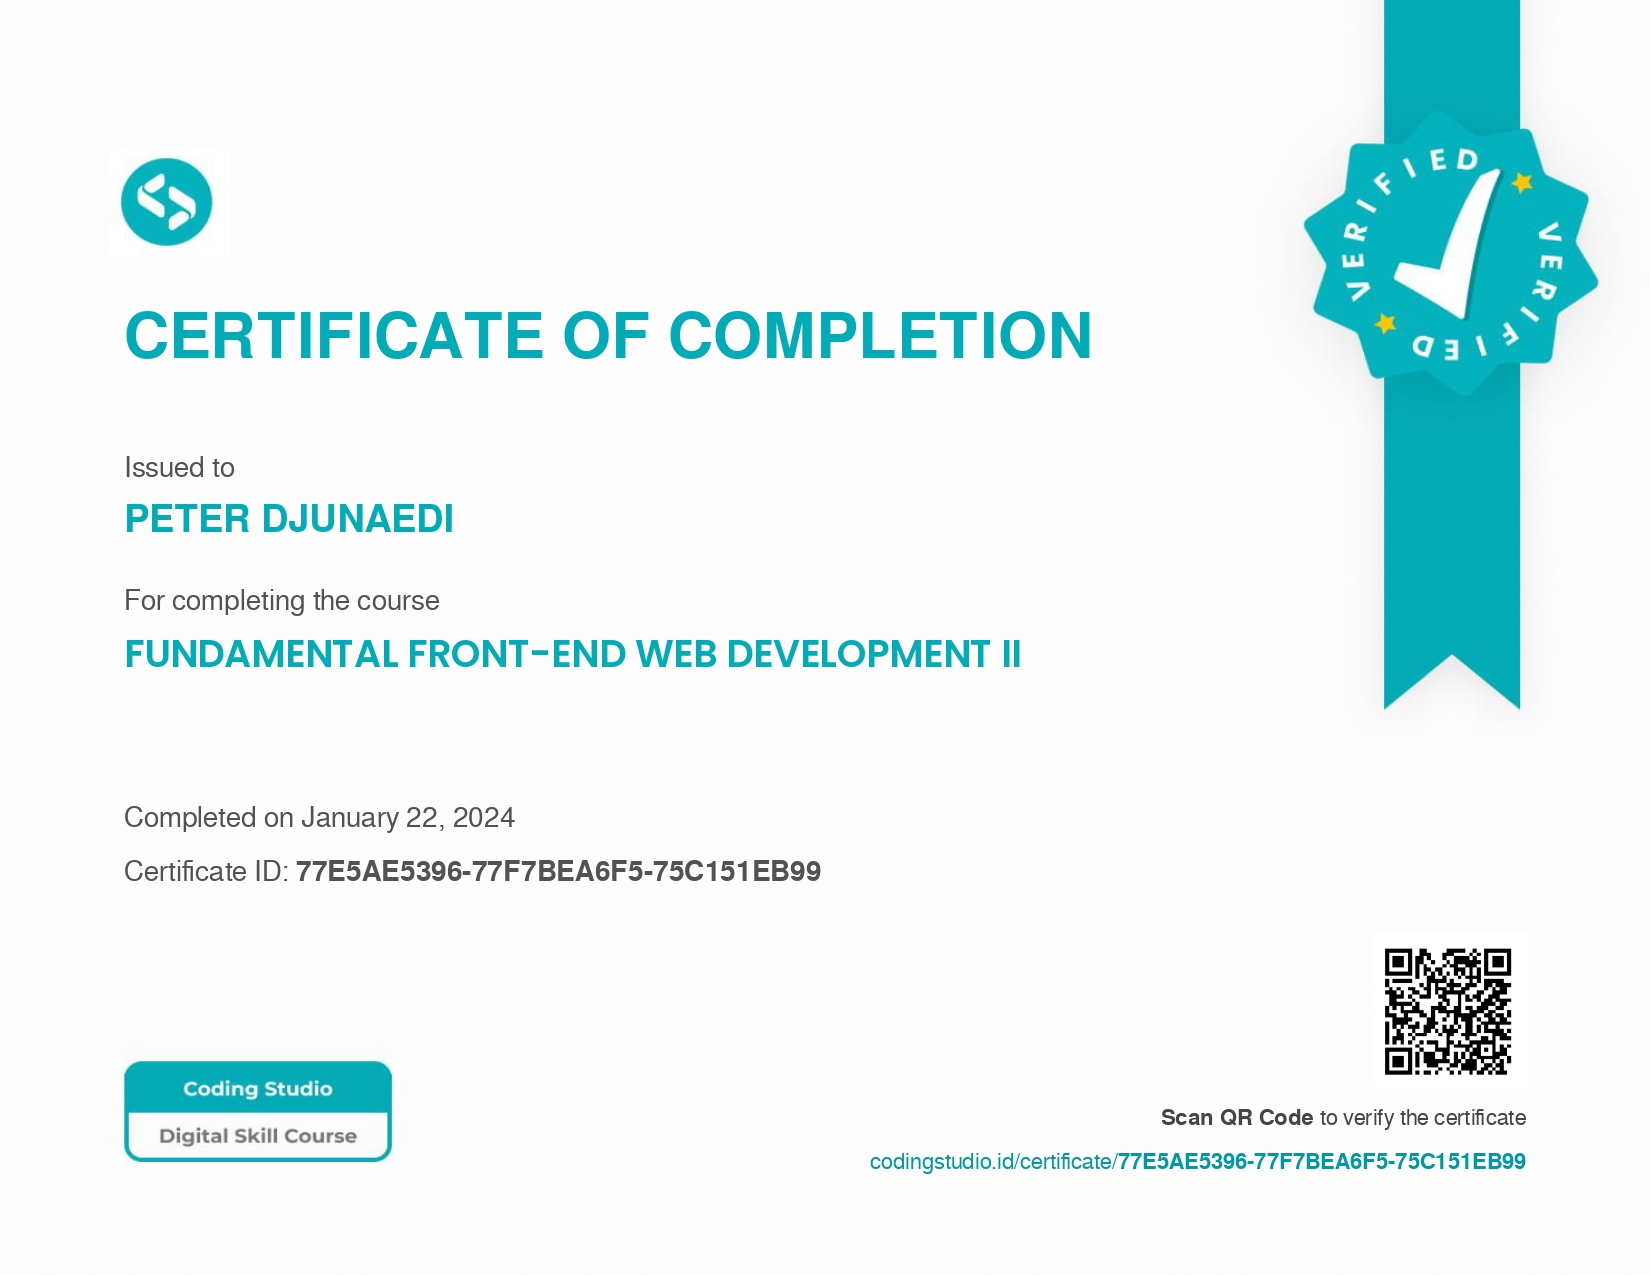 VERIFIED
VERIFIED
CERTIFICATE OF COMPLETION
Issued to
PETER DJUNAEDI
For completing the course
FUNDAMENTAL FRONT-END WEB DEVELOPMENT II
Completed on January 22, 2024
Certificate ID: 77E5AE5396-77F7BEA6F5-75C151EB99
Coding Studio
Digital Skill Course
Scan QR Code to verify the certificate
codingstudio.id/certificate/77E5AE5396-77F7BEA6F5-75C151EB99